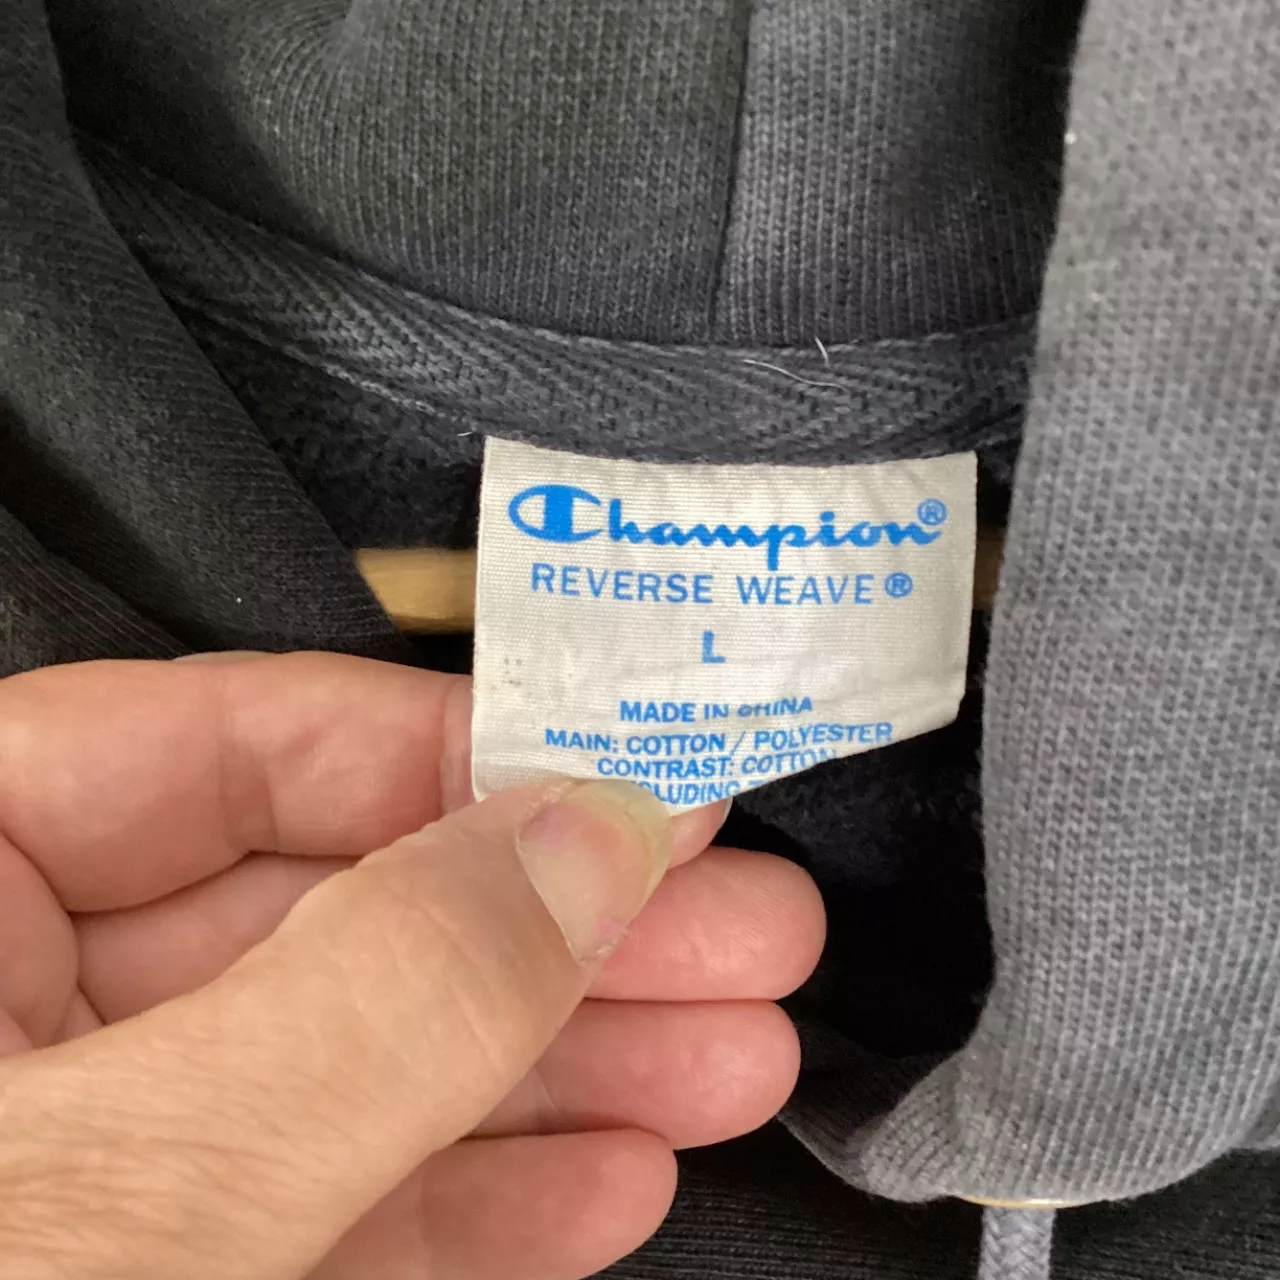 Champion®
REVERSE WEAVE®
L
MADE IN CHINA
MAIN: COTTON / POLYESTER
CONTRAST: COTTON